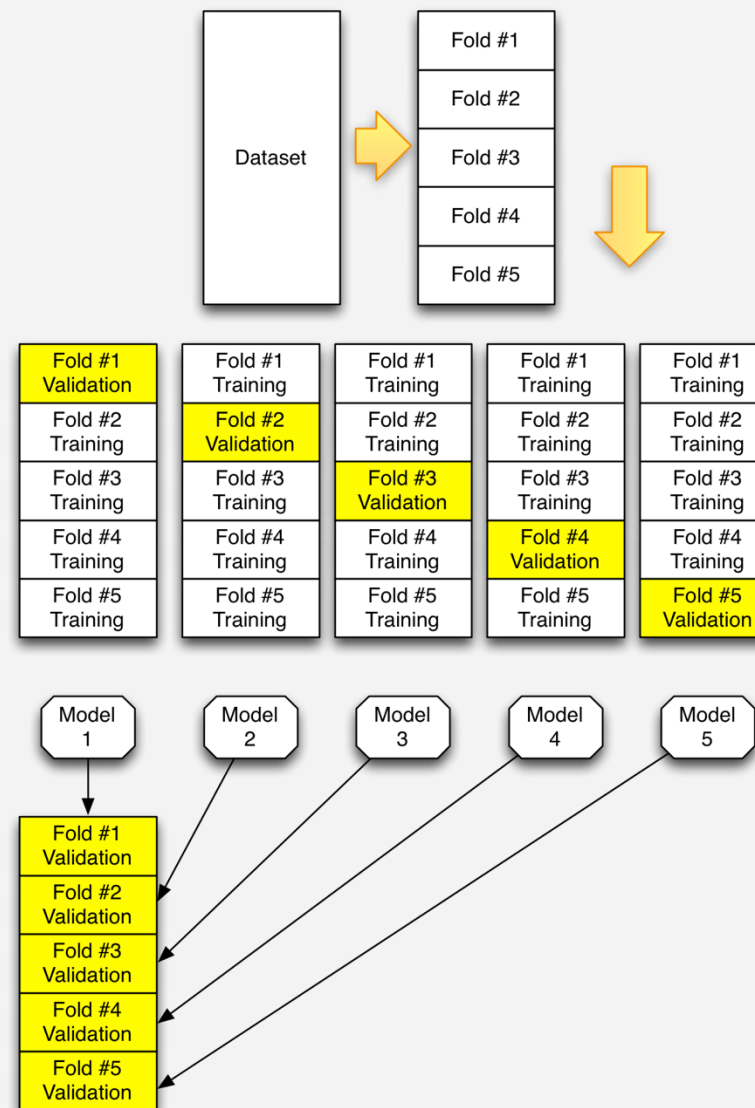 Dataset
Fold #1
Fold #2
Fold #3
Fold #4
Fold #5
Fold #1
Validation
Fold #2
Training
Fold #3
Training
Fold #4
Training
Fold #5
Training
Fold #1
Training
Fold #2
Validation
Fold #3
Training
Fold #4
Training
Fold #5
Training
Fold #1
Training
Fold #2
Training
Fold #3
Validation
Fold #4
Training
Fold #5
Training
Fold #1
Training
Fold #2
Training
Fold #3
Training
Fold #4
Validation
Fold #5
Training
Fold #1
Training
Fold #2
Training
Fold #3
Training
Fold #4
Training
Fold #5
Validation
Model
1
Model
2
Model
3
Model
4
Model
5
Fold #1
Validation
Fold #2
Validation
Fold #3
Validation
Fold #4
Validation
Fold #5
Validation